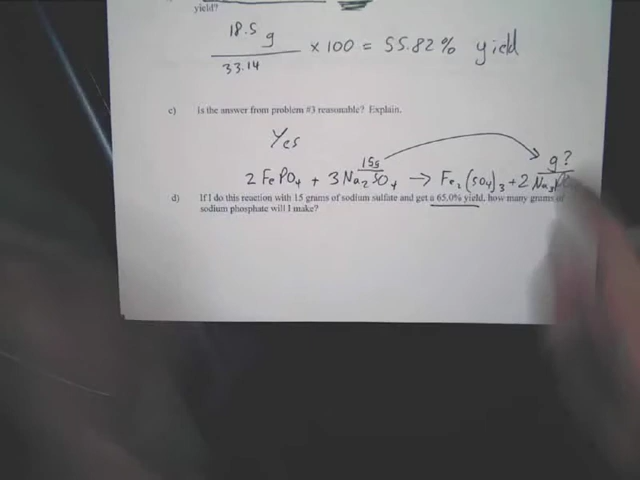 yield?
18.5 g
33.14
x 100 = 55.82% yield
c) Is the answer from problem #3 reasonable? Explain.
Yes
15g g?
2 FePO4 + 3 Na2SO4 → Fe2(SO4)3 + 2
d) If I do this reaction with 15 grams of sodium sulfate and get a 65.0% yield, how many grams of
sodium phosphate will I make?